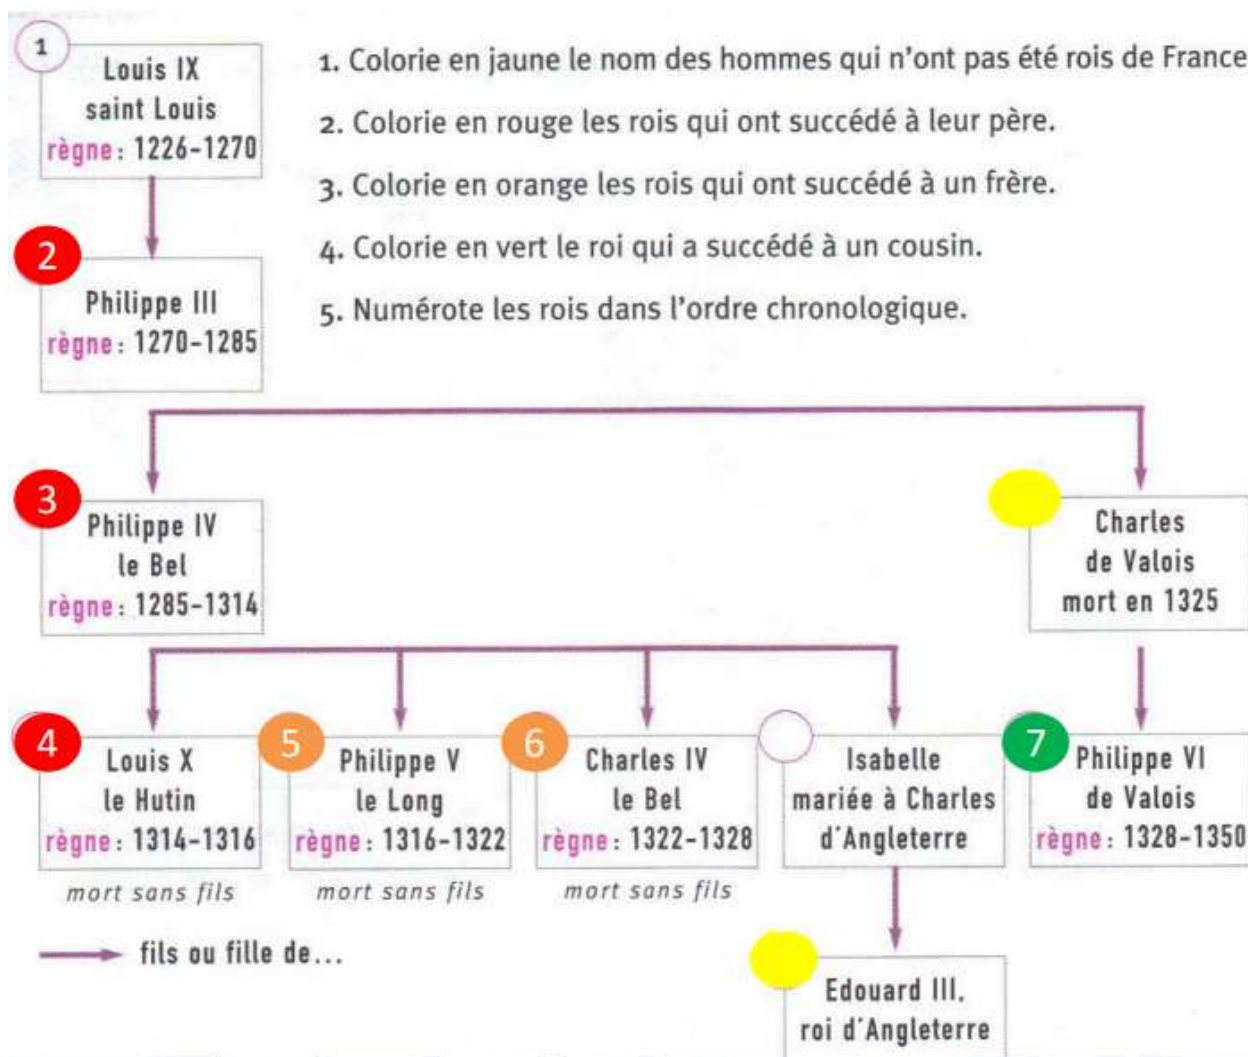 1
Louis IX
saint Louis
règne : 1226-1270
1. Colorie en jaune le nom des hommes qui n'ont pas été rois de France
2. Colorie en rouge les rois qui ont succédé à leur père.
3. Colorie en orange les rois qui ont succédé à un frère.
4. Colorie en vert le roi qui a succédé à un cousin.
5. Numérote les rois dans l'ordre chronologique.
2
Philippe III
règne : 1270-1285
3
Philippe IV
le Bel
règne : 1285-1314
Charles
de Valois
mort en 1325
4
Louis X
le Hutin
règne : 1314-1316
mort sans fils
5
Philippe V
le Long
règne : 1316-1322
mort sans fils
6
Charles IV
le Bel
règne : 1322-1328
mort sans fils
Isabelle
mariée à Charles
d'Angleterre
7
Philippe VI
de Valois
règne : 1328-1350
fils ou fille de...
Edouard III,
roi d'Angleterre